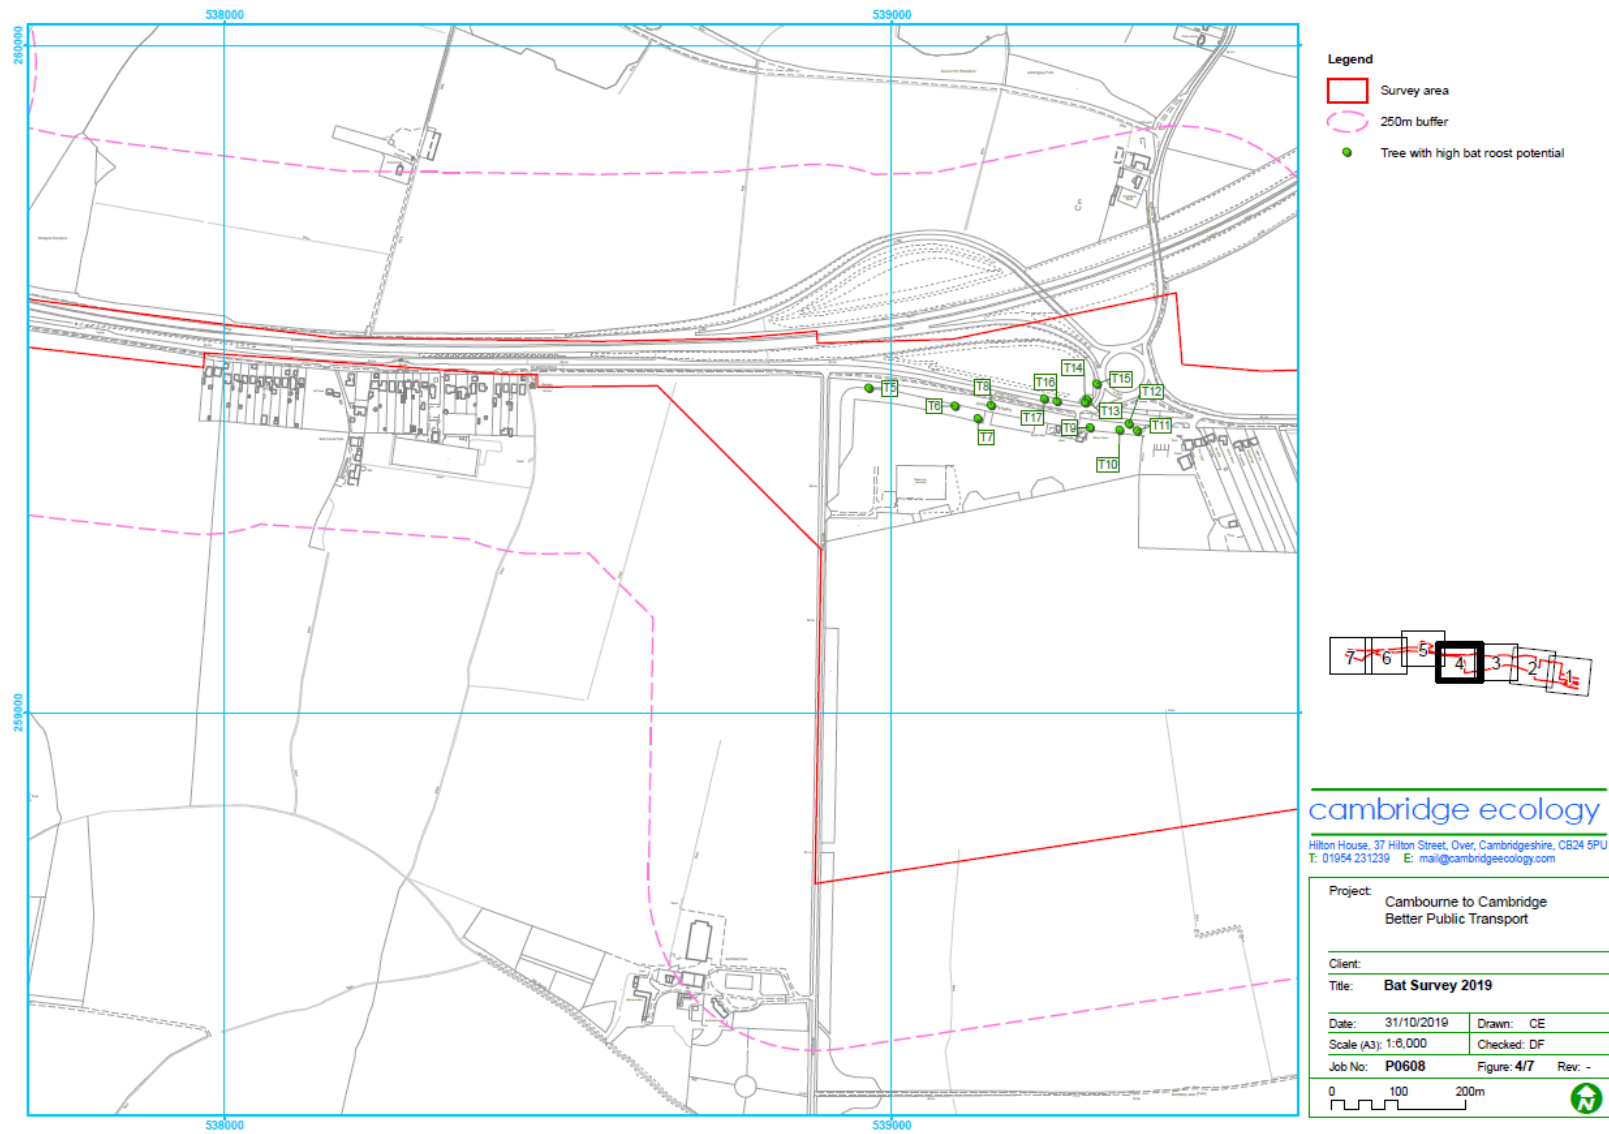 538000
539000
260000
259000
T5
T6
T7
T8
T9
T10
T11
T12
T13
T14
T15
T16
T17
538000
539000
Legend
Survey area
250m buffer
Tree with high bat roost potential
7
6
5
4
3
2
1
cambridge ecology
Hilton House, 37 Hilton Street, Over, Cambridgeshire, CB24 5PU
T: 01954 231239 E: mail@cambridgeecology.com
Project: Cambourne to Cambridge
Better Public Transport
Client:
Title: Bat Survey 2019
Date: 31/10/2019 Drawn: CE
Scale (A3): 1:6,000 Checked: DF
Job No: P0608 Figure: 4/7 Rev: -
0 100 200m
N